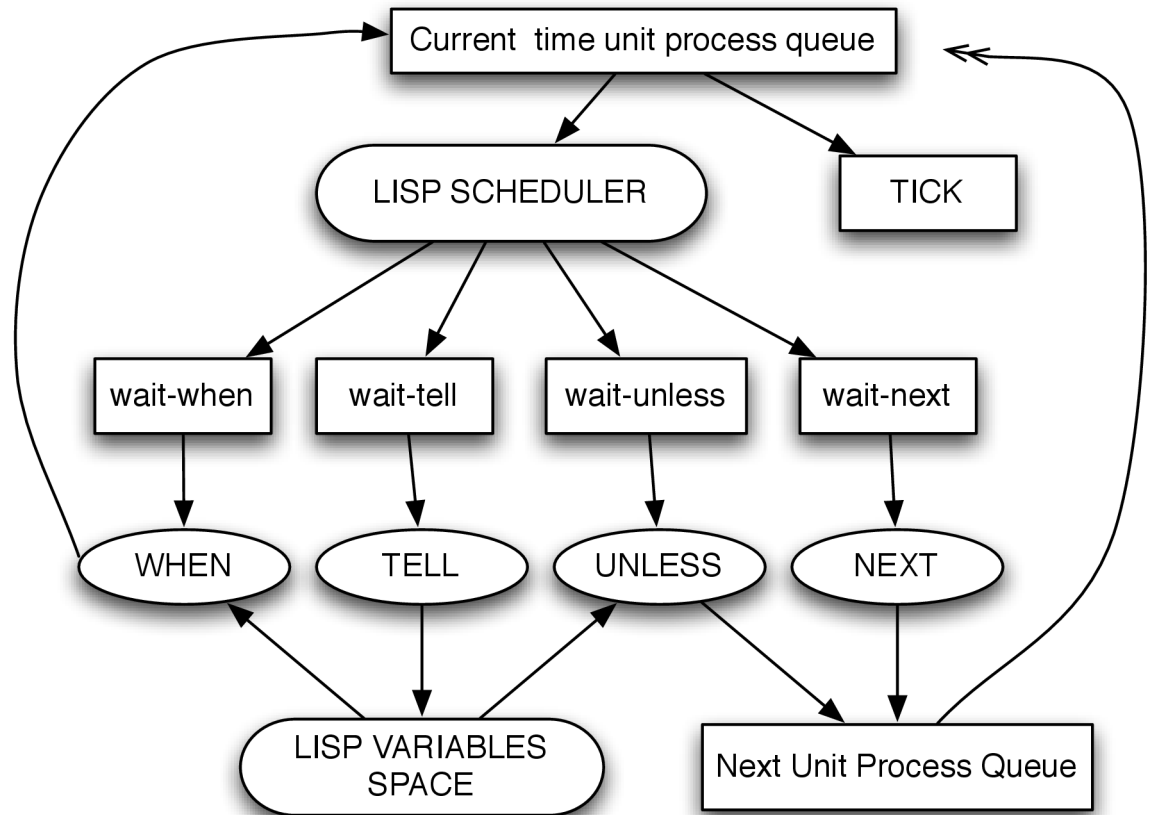 Current time unit process queue
LISP SCHEDULER
TICK
wait-when
wait-tell
wait-unless
wait-next
WHEN
TELL
UNLESS
NEXT
LISP VARIABLES
SPACE
Next Unit Process Queue